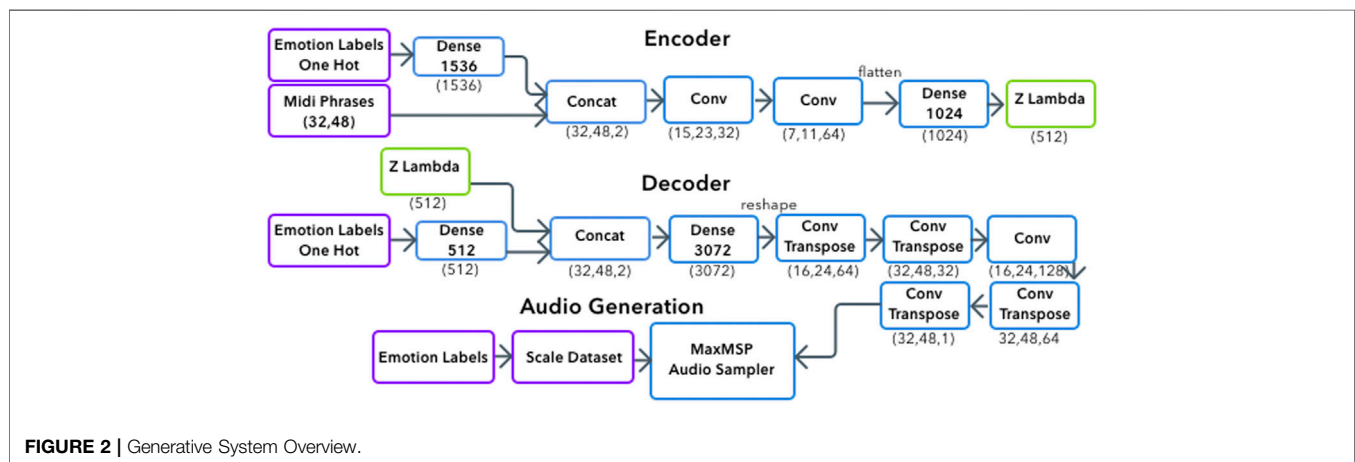 Encoder
Emotion Labels
One Hot
Dense
1536
(1536)
Midi Phrases
(32,48)
Concat
(32,48,2)
Conv
(15,23,32)
Conv
(7,11,64)
flatten
Dense
1024
(1024)
Z Lambda
(512)
Decoder
Z Lambda
(512)
Emotion Labels
One Hot
Dense
512
(512)
Concat
(32,48,2)
Dense
3072
(3072)
reshape
Conv
Transpose
(16,24,64)
Conv
Transpose
(32,48,32)
Conv
(16,24,128)
Conv
Transpose
32,48,64
Conv
Transpose
(32,48,1)
Audio Generation
Emotion Labels
Scale Dataset
MaxMSP
Audio Sampler
FIGURE 2 | Generative System Overview.